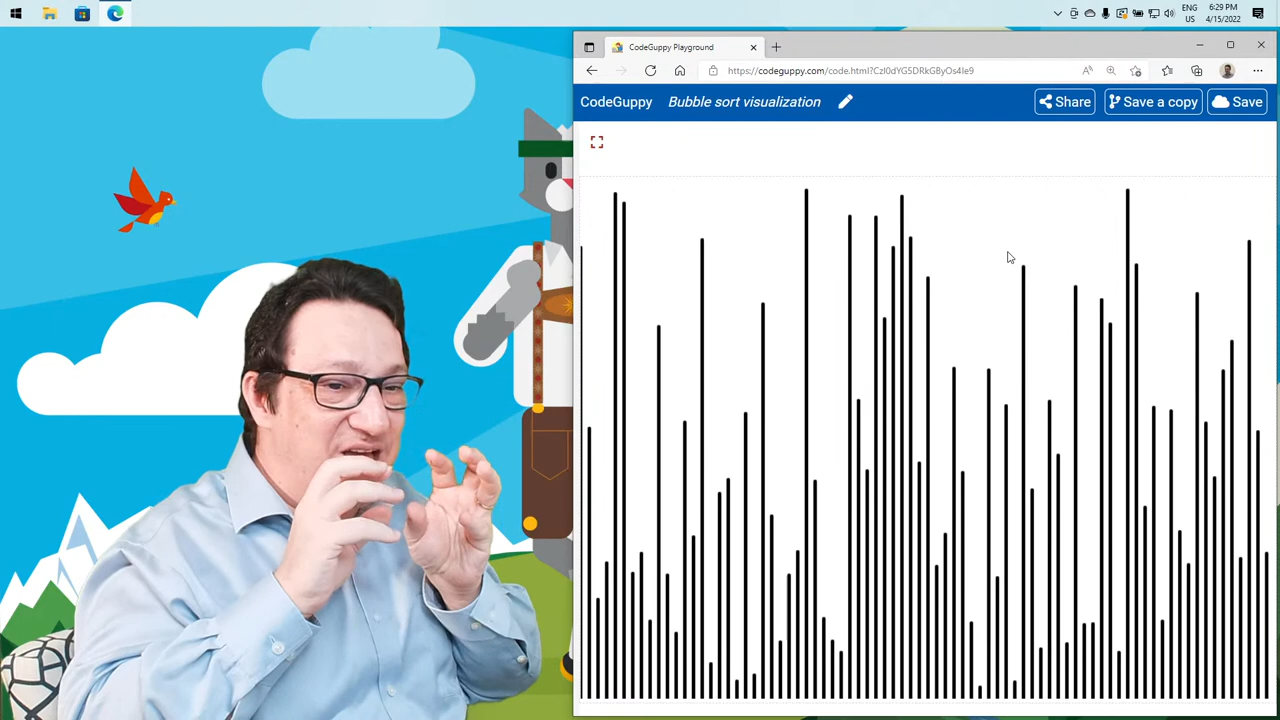 ENG
US
6:29 PM
4/15/2022
CodeGuppy Playground
https://codeguppy.com/code.html?CzI0dYG5DRkGByOs4Ie9
CodeGuppy
Bubble sort visualization
Share
Save a copy
Save